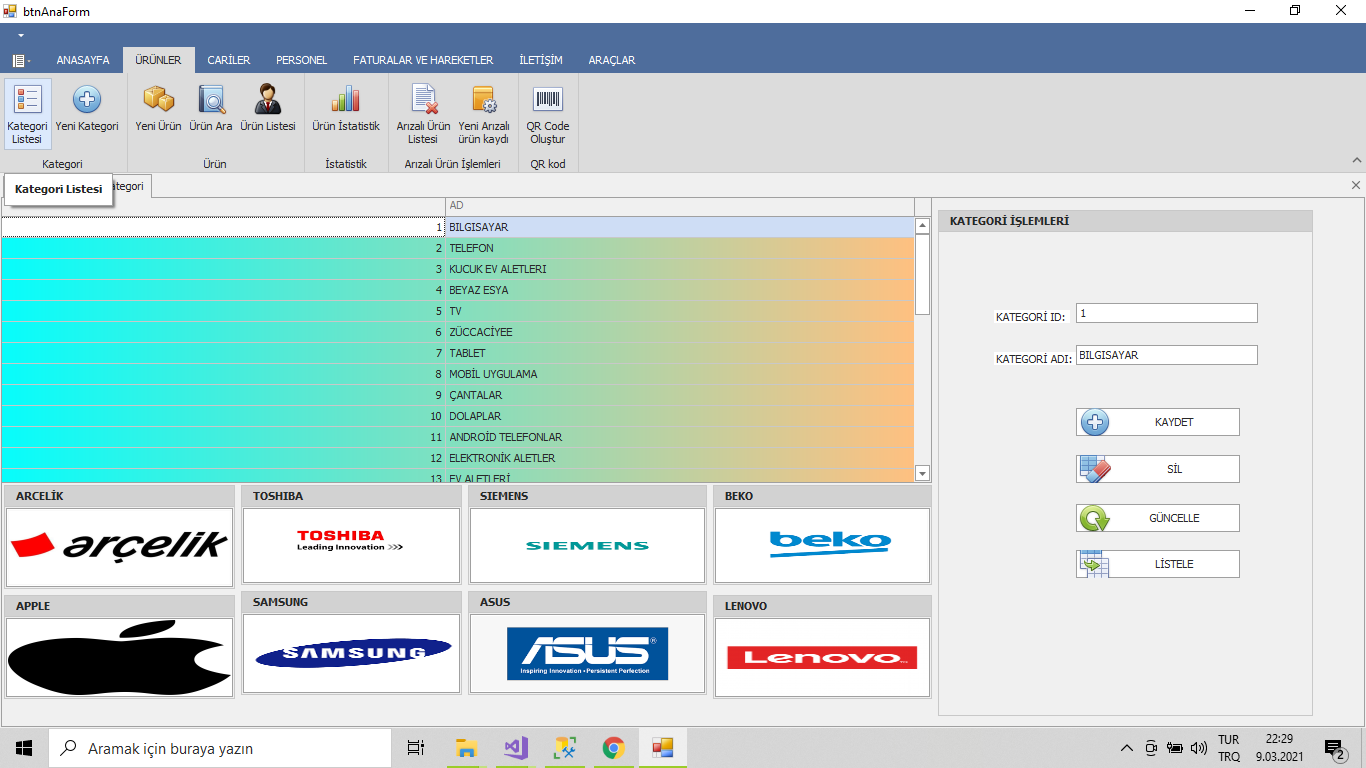 btnAnaForm
ANASAYFA ÜRÜNLER CARİLER PERSONEL FATURALAR VE HAREKETLER İLETİŞİM ARAÇLAR
Kategori Listesi Yeni Kategori Yeni Ürün Ürün Ara Ürün Listesi Ürün İstatistik Arızalı Ürün Listesi Yeni Arızalı ürün kaydı QR Code Oluştur
Kategori Ürün İstatistik Arızalı Ürün İşlemleri QR kod
Kategori Listesi
AD
1 BILGISAYAR
2 TELEFON
3 KUCUK EV ALETLERI
4 BEYAZ ESYA
5 TV
6 ZÜCCACİYEE
7 TABLET
8 MOBİL UYGULAMA
9 ÇANTALAR
10 DOLAPLAR
11 ANDROİD TELEFONLAR
12 ELEKTRONİK ALETLER
13 EV ALETLERİ
KATEGORİ İŞLEMLERİ
KATEGORİ ID: 1
KATEGORİ ADI: BILGISAYAR
KAYDET
SİL
GÜNCELLE
LİSTELE
ARCELİK TOSHIBA SIEMENS BEKO
arçelik
TOSHIBA
Leading Innovation >>>
SIEMENS
beko
APPLE SAMSUNG ASUS LENOVO
SAMSUNG
ASUS
Inspiring Innovation • Persistent Perfection
Lenovo
Aramak için buraya yazın
TUR
TRQ
22:29
9.03.2021
2